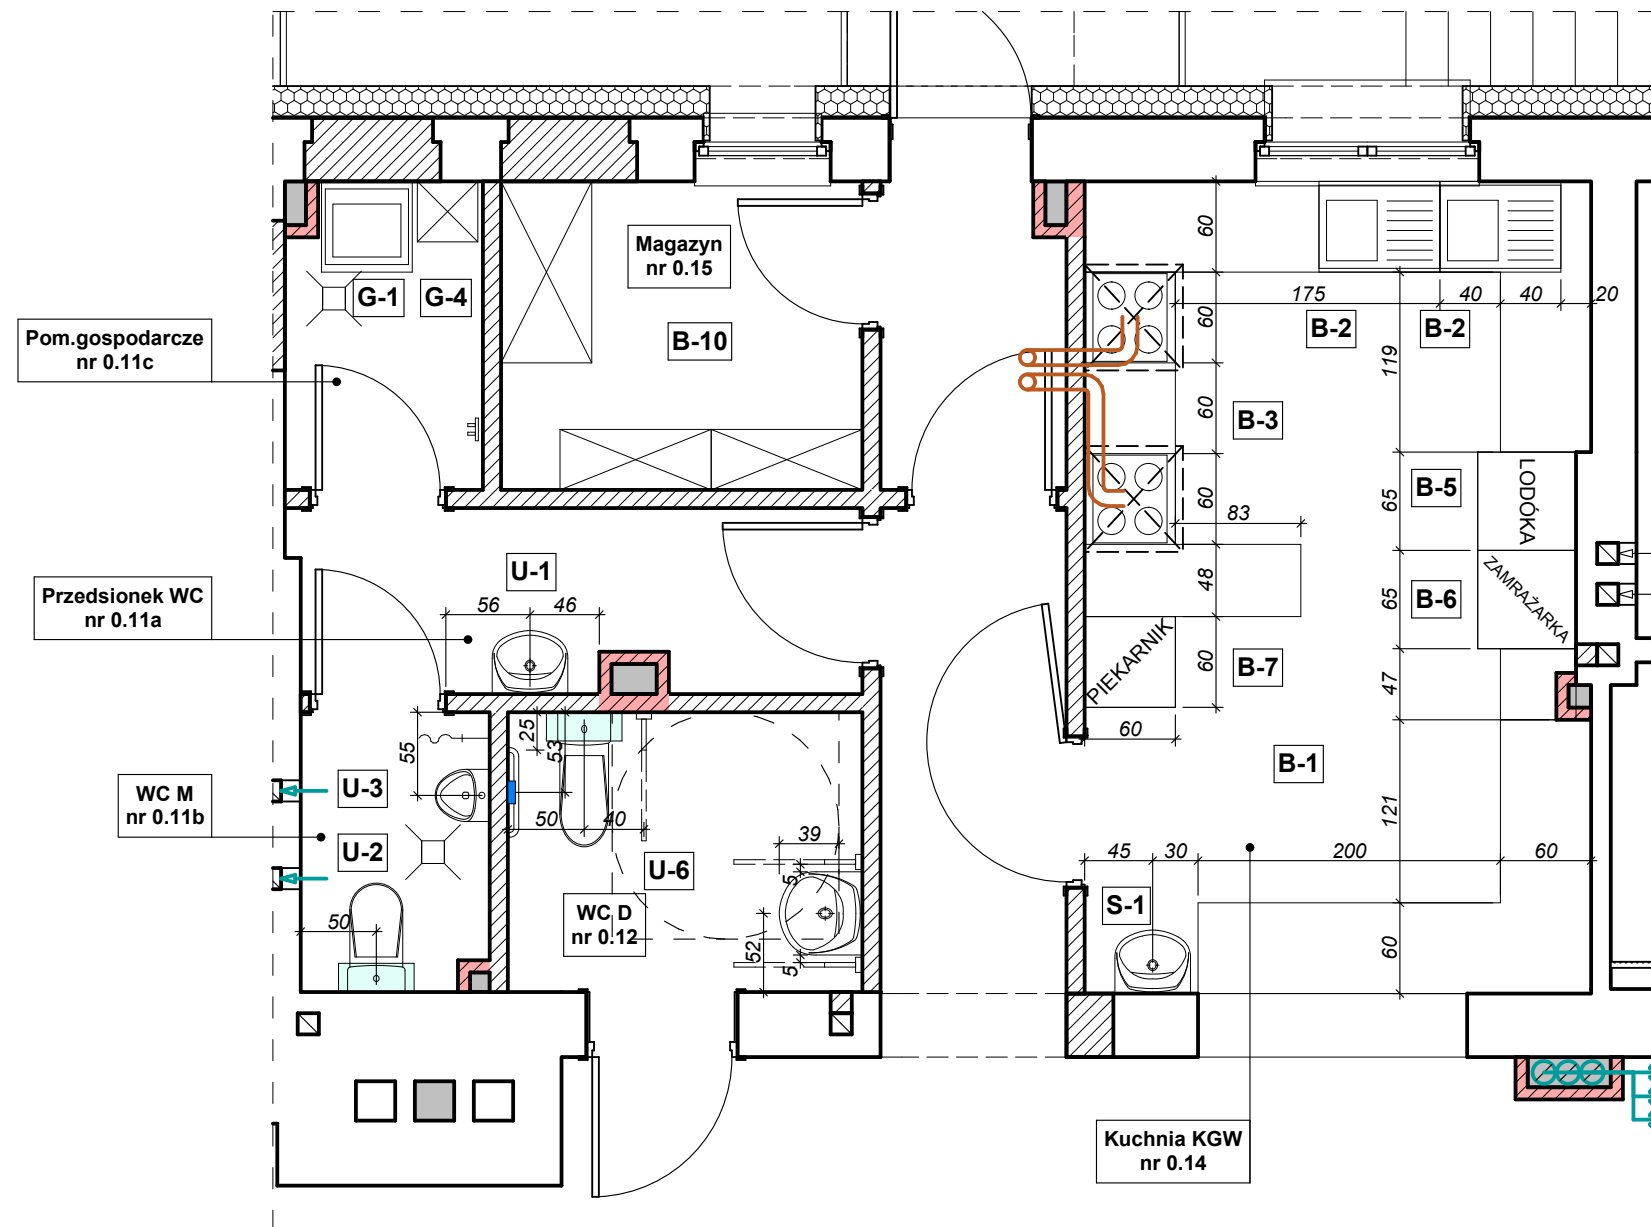 Magazyn
nr 0.15
G-1
G-4
B-10
Pom.gospodarcze
nr 0.11c
60
60
60
60
48
60
175
40
40
20
B-2
B-2
119
B-3
B-5
65
LODÓKA
83
B-6
65
ZAMRAŻARKA
PIEKARNIK
B-7
47
60
B-1
121
U-1
56
46
Przedsionek WC
nr 0.11a
55
25
53
U-3
WC M
nr 0.11b
U-2
50
50
40
39
U-6
5
WC D
nr 0.12
52
5
45
30
200
60
S-1
60
Kuchnia KGW
nr 0.14